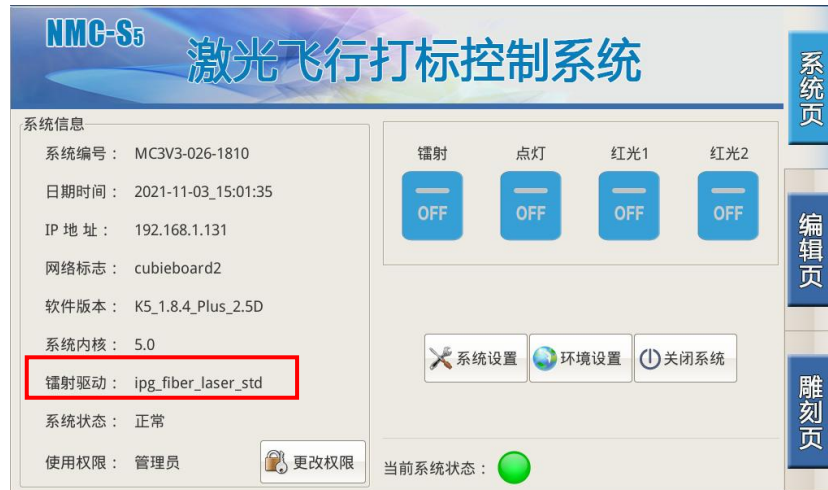 NMC-S5
激光飞行打标控制系统
系统页
编辑页
雕刻页
系统信息
系统编号： MC3V3-026-1810
日期时间： 2021-11-03_15:01:35
IP 地 址： 192.168.1.131
网络标志： cubieboard2
软件版本： K5_1.8.4_Plus_2.5D
系统内核： 5.0
镭射驱动： ipg_fiber_laser_std
系统状态： 正常
使用权限： 管理员
更改权限
镭射 点灯 红光1 红光2
OFF OFF OFF OFF
系统设置 环境设置 关闭系统
当前系统状态：